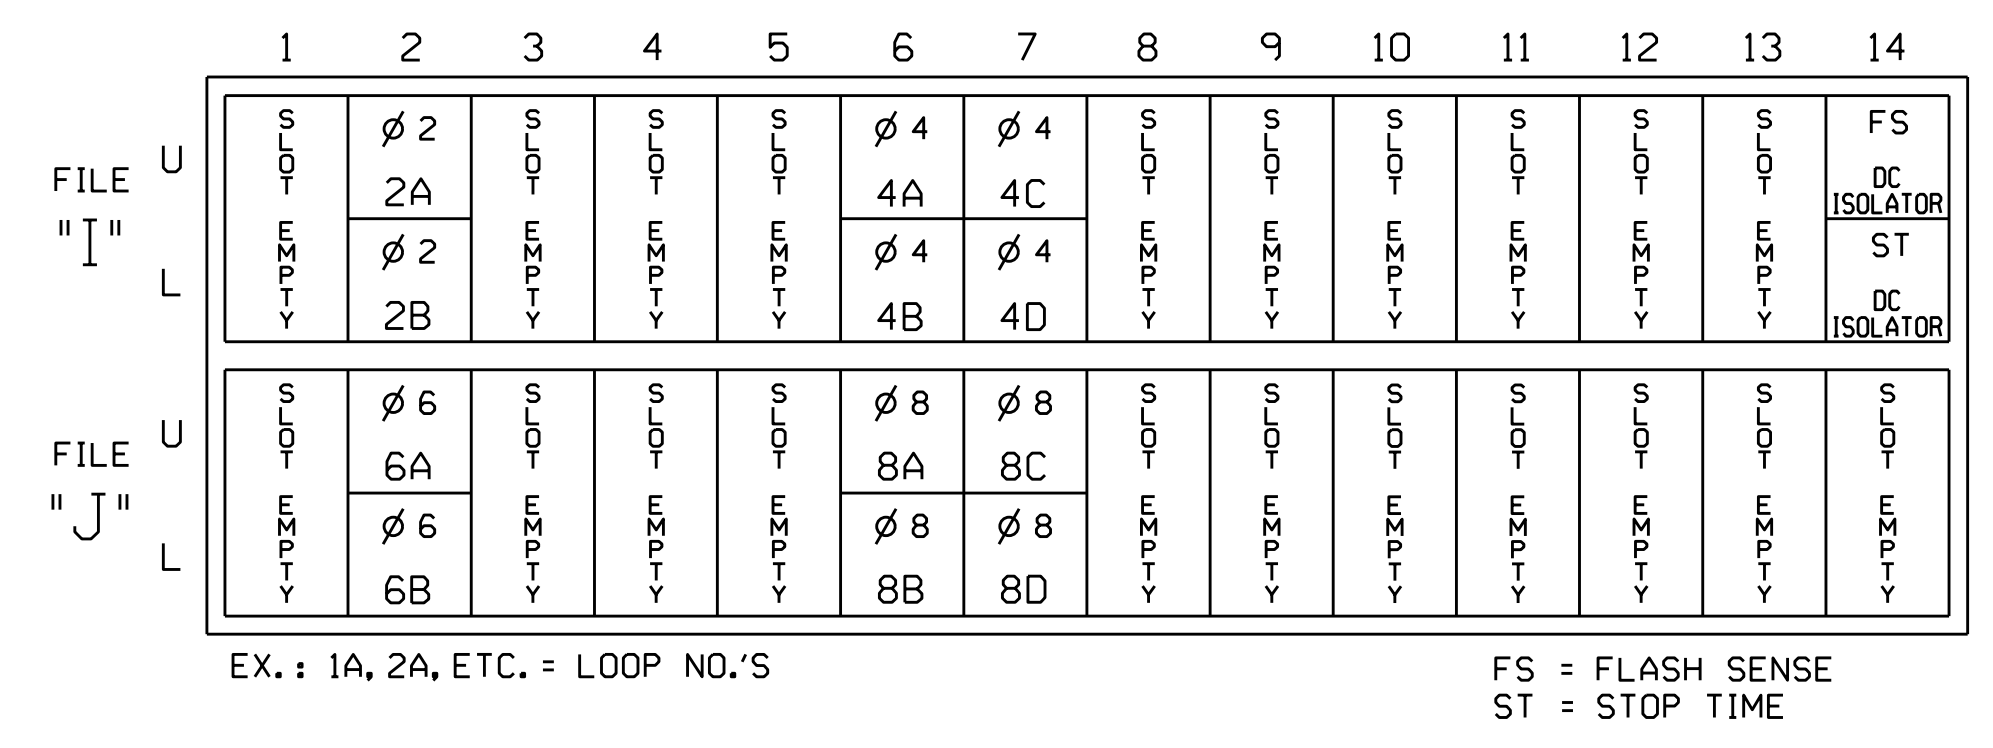 1 2 3 4 5 6 7 8 9 10 11 12 13 14
FILE "I"
U
L
SLOT EMPTY
Ø 2
2A
Ø 2
2B
SLOT EMPTY
SLOT EMPTY
SLOT EMPTY
Ø 4
4A
Ø 4
4B
Ø 4
4C
Ø 4
4D
SLOT EMPTY
SLOT EMPTY
SLOT EMPTY
SLOT EMPTY
SLOT EMPTY
SLOT EMPTY
FS
DC
ISOLATOR
ST
DC
ISOLATOR
FILE "J"
U
L
SLOT EMPTY
Ø 6
6A
Ø 6
6B
SLOT EMPTY
SLOT EMPTY
SLOT EMPTY
Ø 8
8A
Ø 8
8B
Ø 8
8C
Ø 8
8D
SLOT EMPTY
SLOT EMPTY
SLOT EMPTY
SLOT EMPTY
SLOT EMPTY
SLOT EMPTY
SLOT EMPTY
EX.: 1A, 2A, ETC. = LOOP NO.'S
FS = FLASH SENSE
ST = STOP TIME